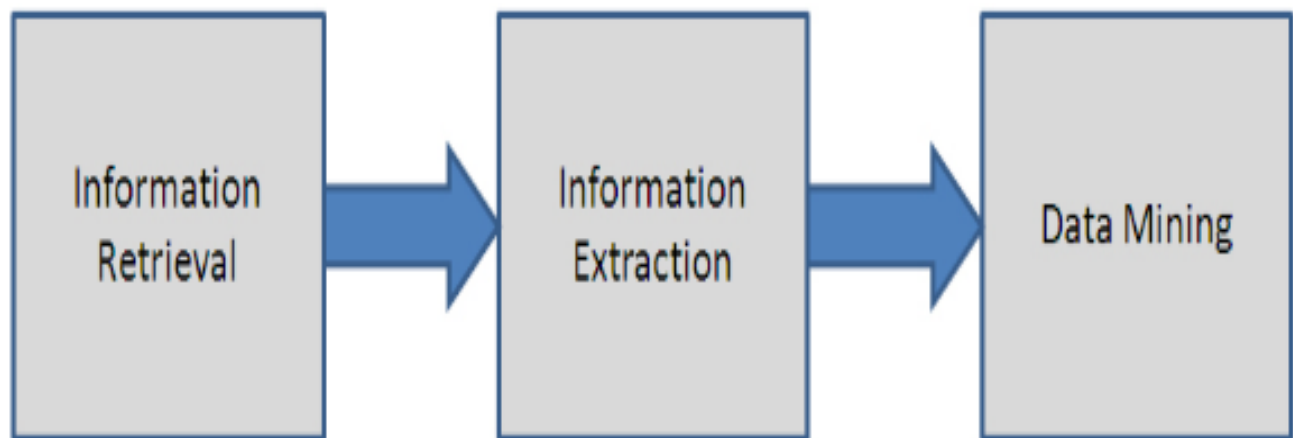 Information
Retrieval
Information
Extraction
Data Mining